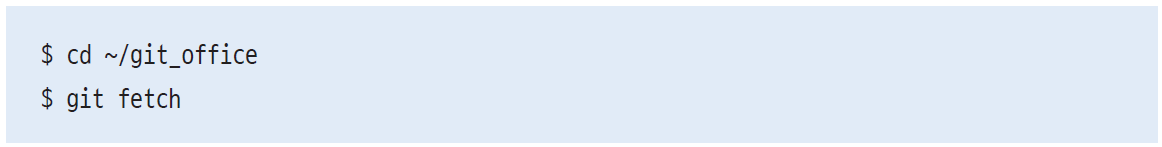 $ cd ~/git_office
$ git fetch